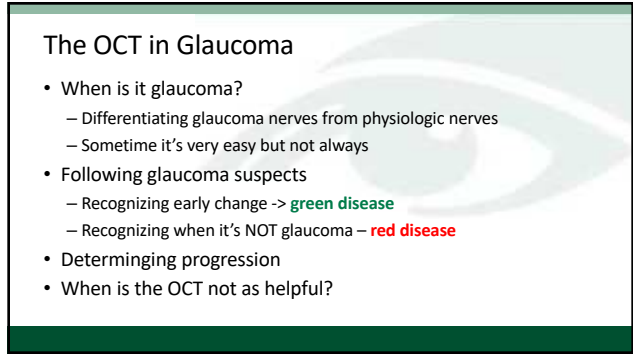 The OCT in Glaucoma
• When is it glaucoma?
– Differentiating glaucoma nerves from physiologic nerves
– Sometime it’s very easy but not always
• Following glaucoma suspects
– Recognizing early change -> green disease
– Recognizing when it’s NOT glaucoma – red disease
• Determinging progression
• When is the OCT not as helpful?